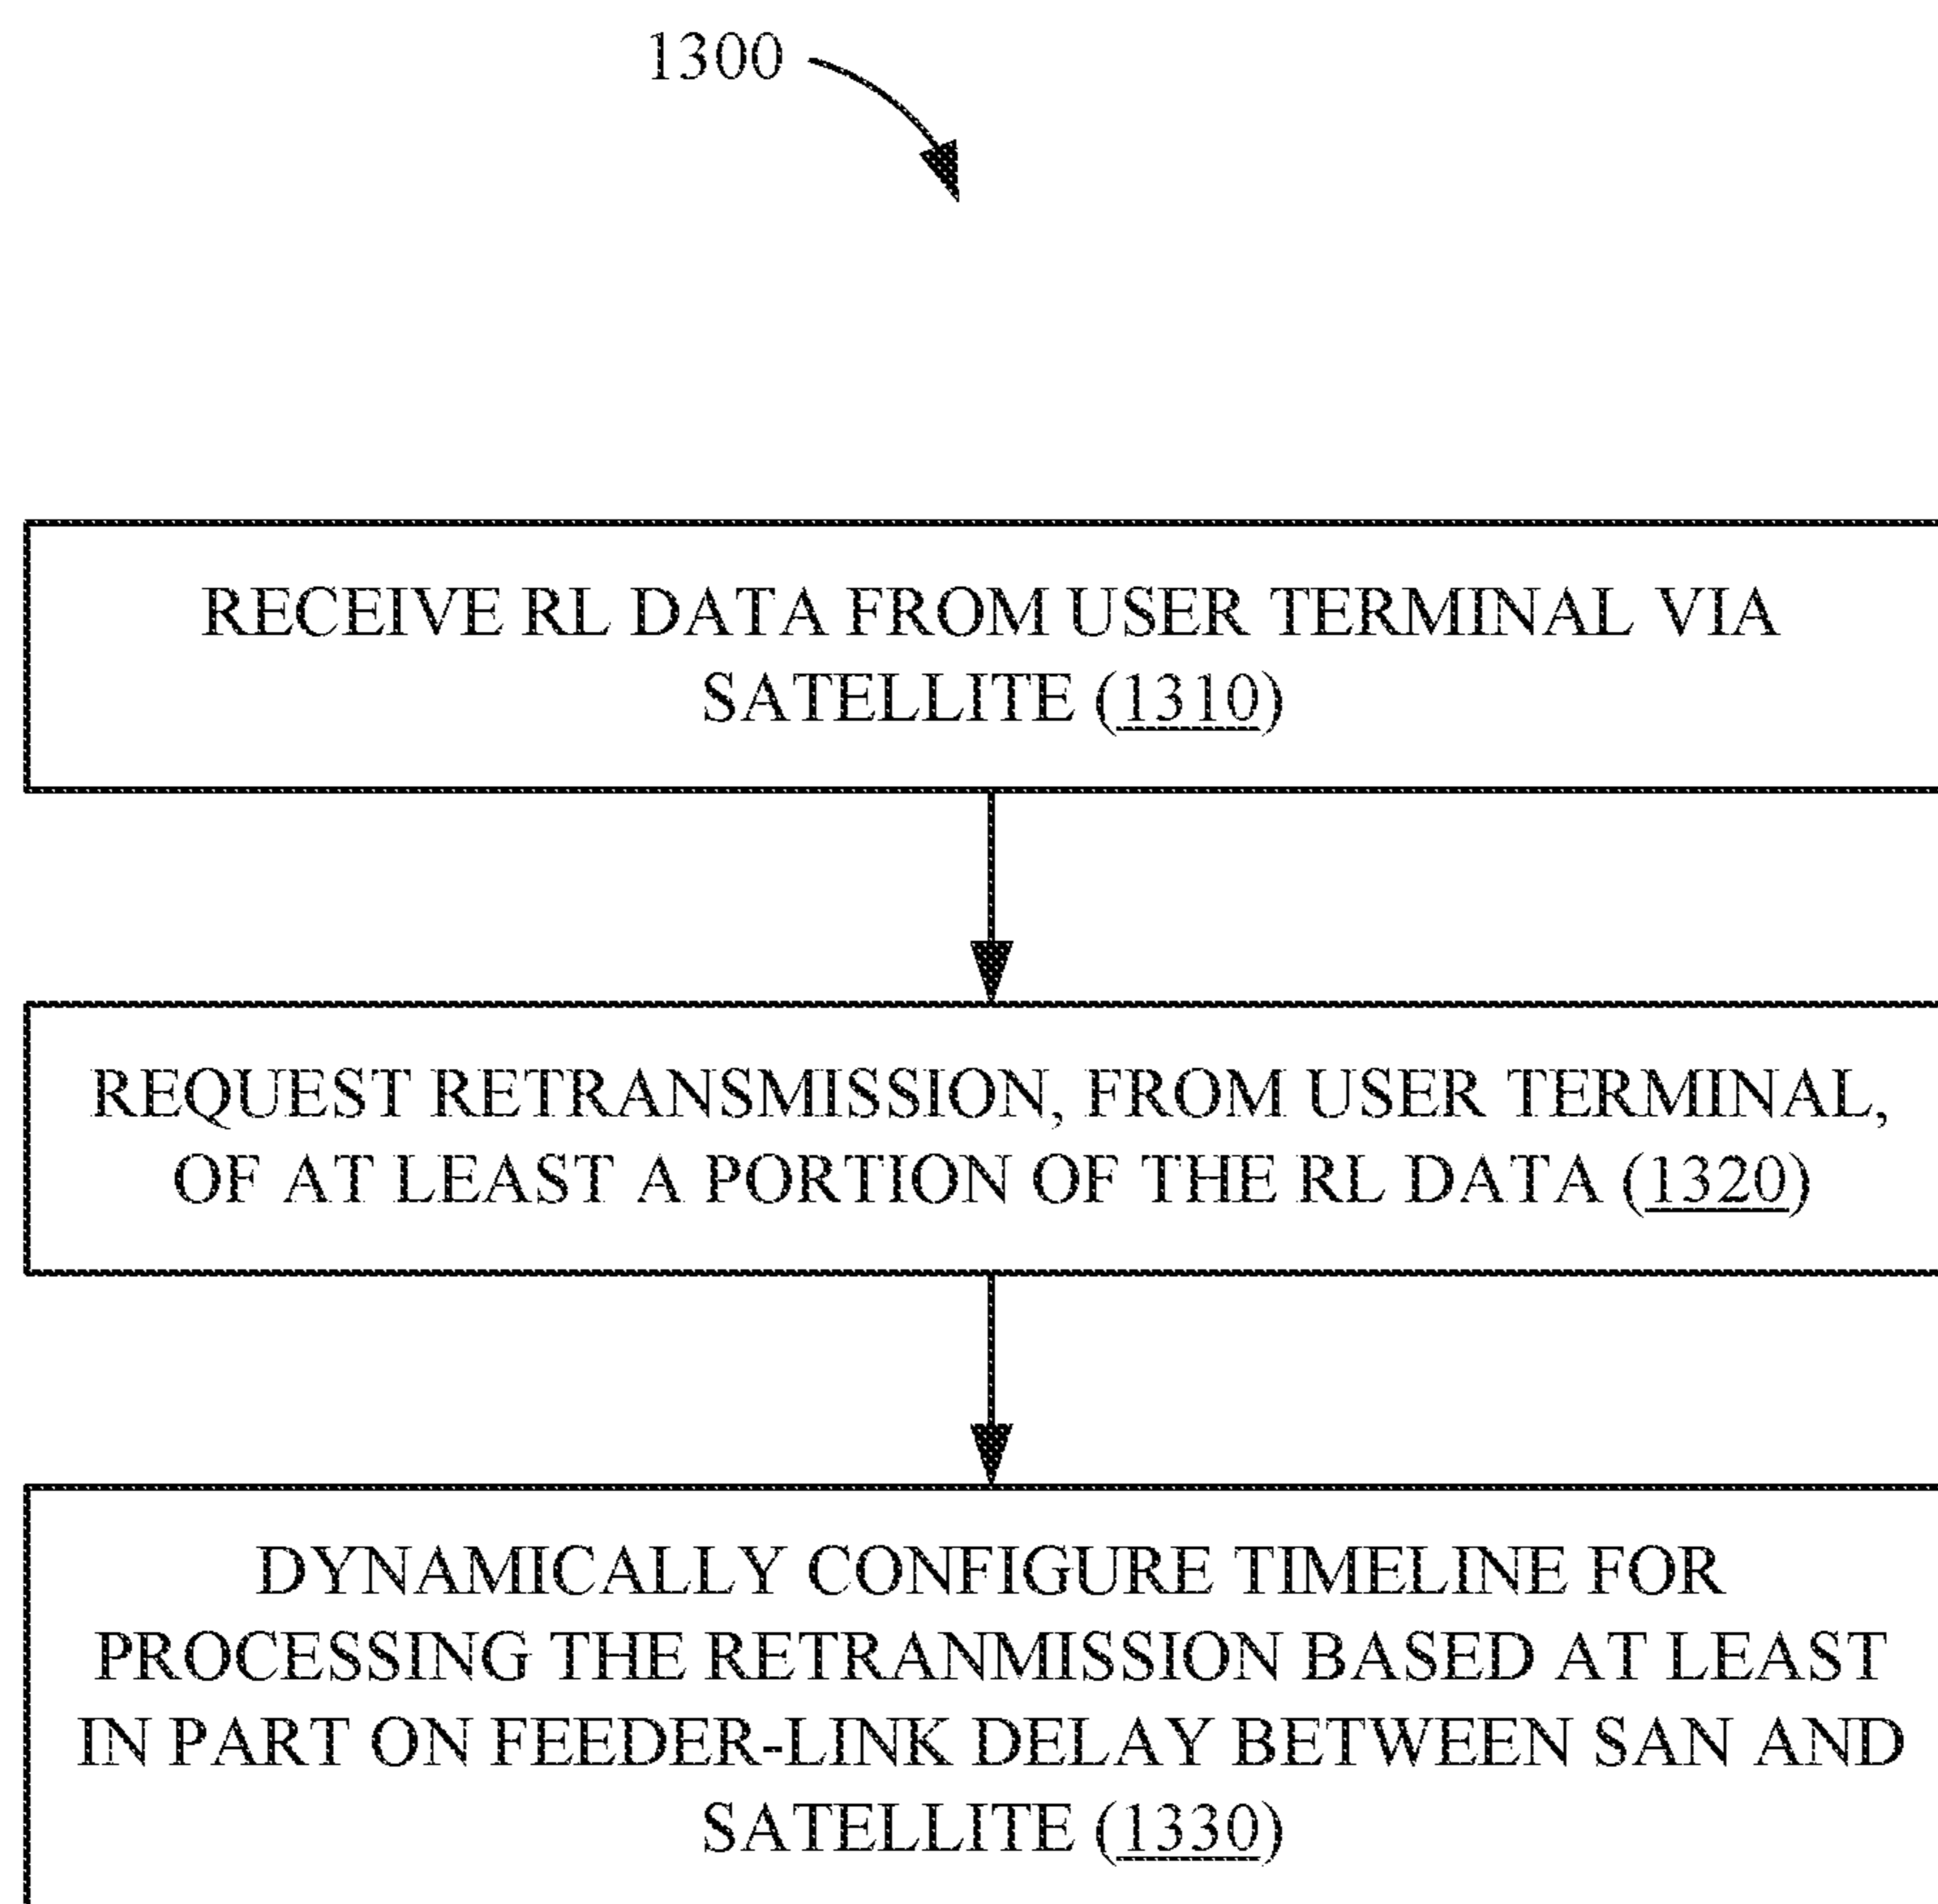 1300
RECEIVE RL DATA FROM USER TERMINAL VIA
SATELLITE (1310)
REQUEST RETRANSMISSION, FROM USER TERMINAL,
OF AT LEAST A PORTION OF THE RL DATA (1320)
DYNAMICALLY CONFIGURE TIMELINE FOR
PROCESSING THE RETRANMISSION BASED AT LEAST
IN PART ON FEEDER-LINK DELAY BETWEEN SAN AND
SATELLITE (1330)